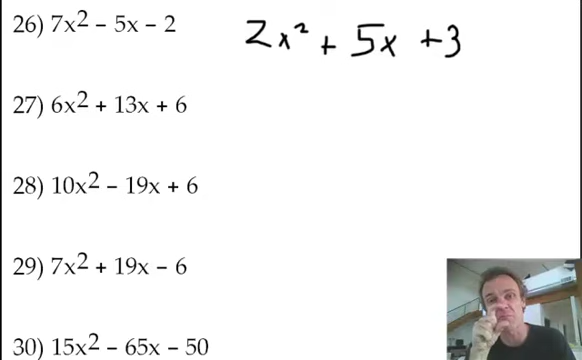 26) 7x² – 5x – 2
2x² + 5x + 3
27) 6x² + 13x + 6
28) 10x² – 19x + 6
29) 7x² + 19x – 6
30) 15x² – 65x – 50